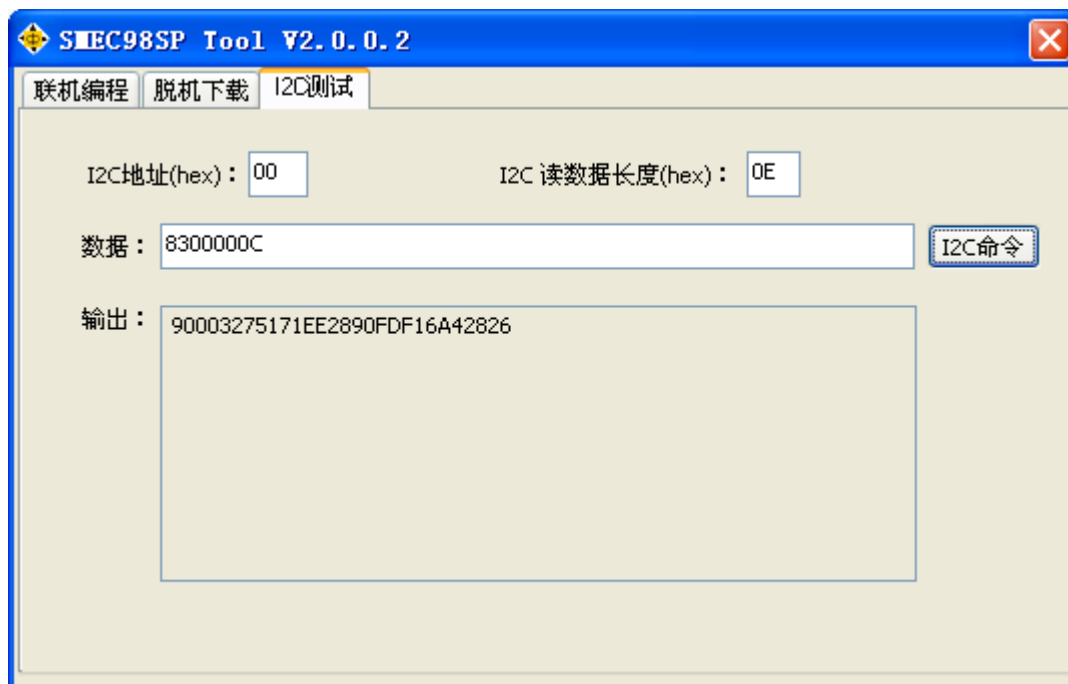 SMEC98SP Tool V2.0.0.2
联机编程 脱机下载 I2C测试
I2C地址(hex)： 00 I2C 读数据长度(hex)： 0E
数据： 8300000C I2C命令
输出： 90003275171EE2890FDF16A42826